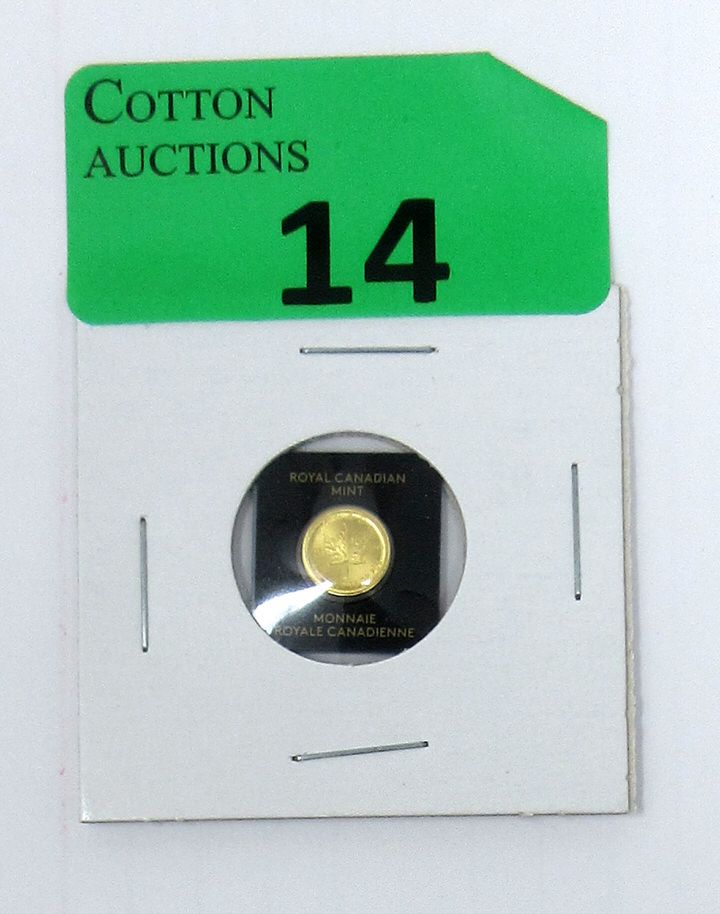 COTTON
AUCTIONS
14
ROYAL CANADIAN
MINT
MONNAIE
ROYALE CANADIENNE